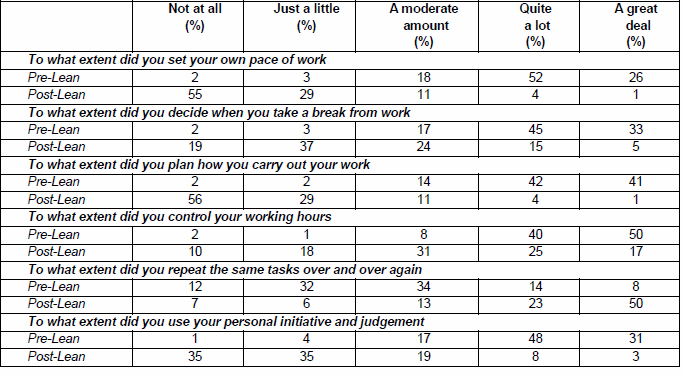 Not at all (%) Just a little (%) A moderate amount (%) Quite a lot (%) A great deal (%)
To what extent did you set your own pace of work
Pre-Lean 2 3 18 52 26
Post-Lean 55 29 11 4 1
To what extent did you decide when you take a break from work
Pre-Lean 2 3 17 45 33
Post-Lean 19 37 24 15 5
To what extent did you plan how you carry out your work
Pre-Lean 2 2 14 42 41
Post-Lean 56 29 11 4 1
To what extent did you control your working hours
Pre-Lean 2 1 8 40 50
Post-Lean 10 18 31 25 17
To what extent did you repeat the same tasks over and over again
Pre-Lean 12 32 34 14 8
Post-Lean 7 6 13 23 50
To what extent did you use your personal initiative and judgement
Pre-Lean 1 4 17 48 31
Post-Lean 35 35 19 8 3